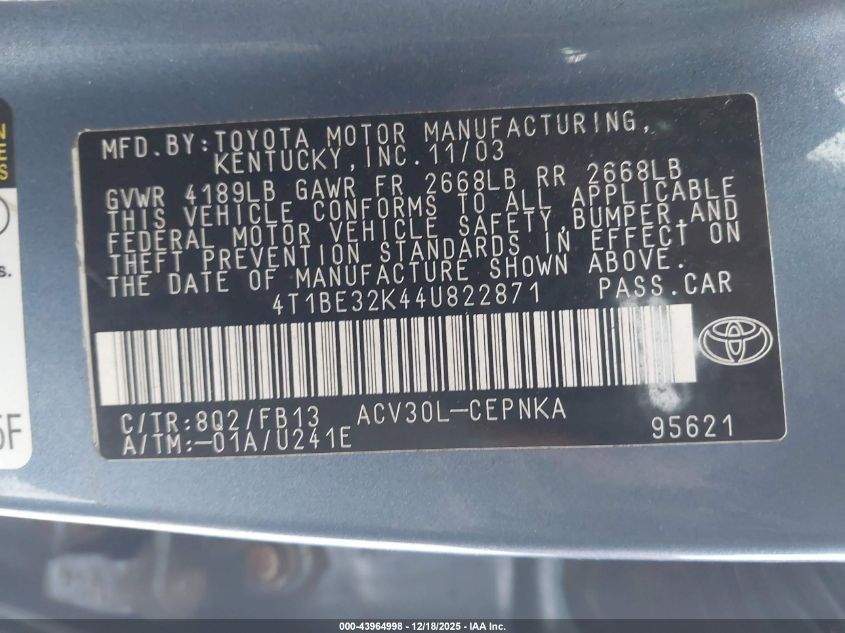 MFD.BY:TOYOTA MOTOR MANUFACTURING,
KENTUCKY,INC.11/03
GVWR 4189LB GAWR FR 2668LB RR 2668LB
THIS VEHICLE CONFORMS TO ALL APPLICABLE
FEDERAL MOTOR VEHICLE SAFETY,BUMPER,AND
THEFT PREVENTION STANDARDS IN EFFECT ON
THE DATE OF MANUFACTURE SHOWN ABOVE.
4T1BE32K44U822871 PASS.CAR
C/TR:8Q2/FB13 ACV30L-CEPNKA
A/TM:-01A/U241E 95621
000-43964998 - 12/18/2025 - IAA Inc.